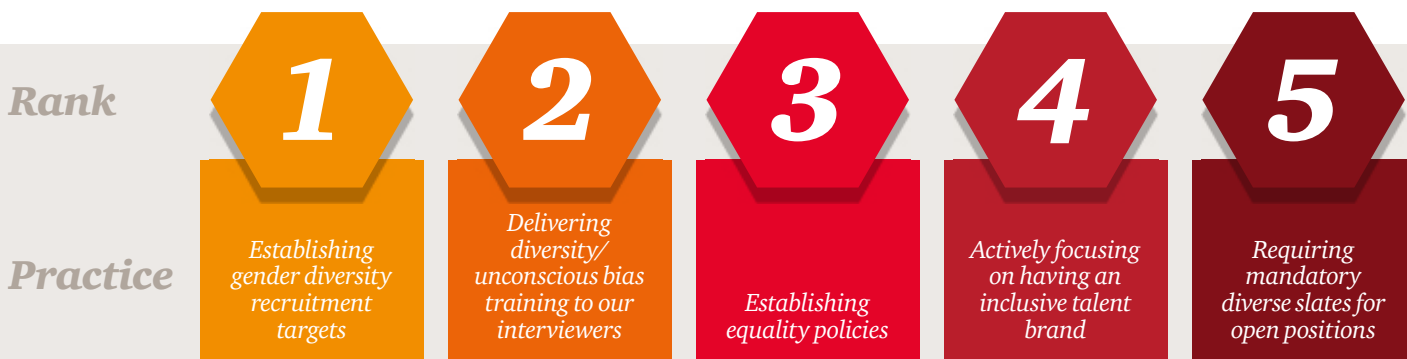 Rank
1
2
3
4
5
Practice
Establishing
gender diversity
recruitment
targets
Delivering
diversity/
unconscious bias
training to our
interviewers
Establishing
equality policies
Actively focusing
on having an
inclusive talent
brand
Requiring
mandatory
diverse slates for
open positions